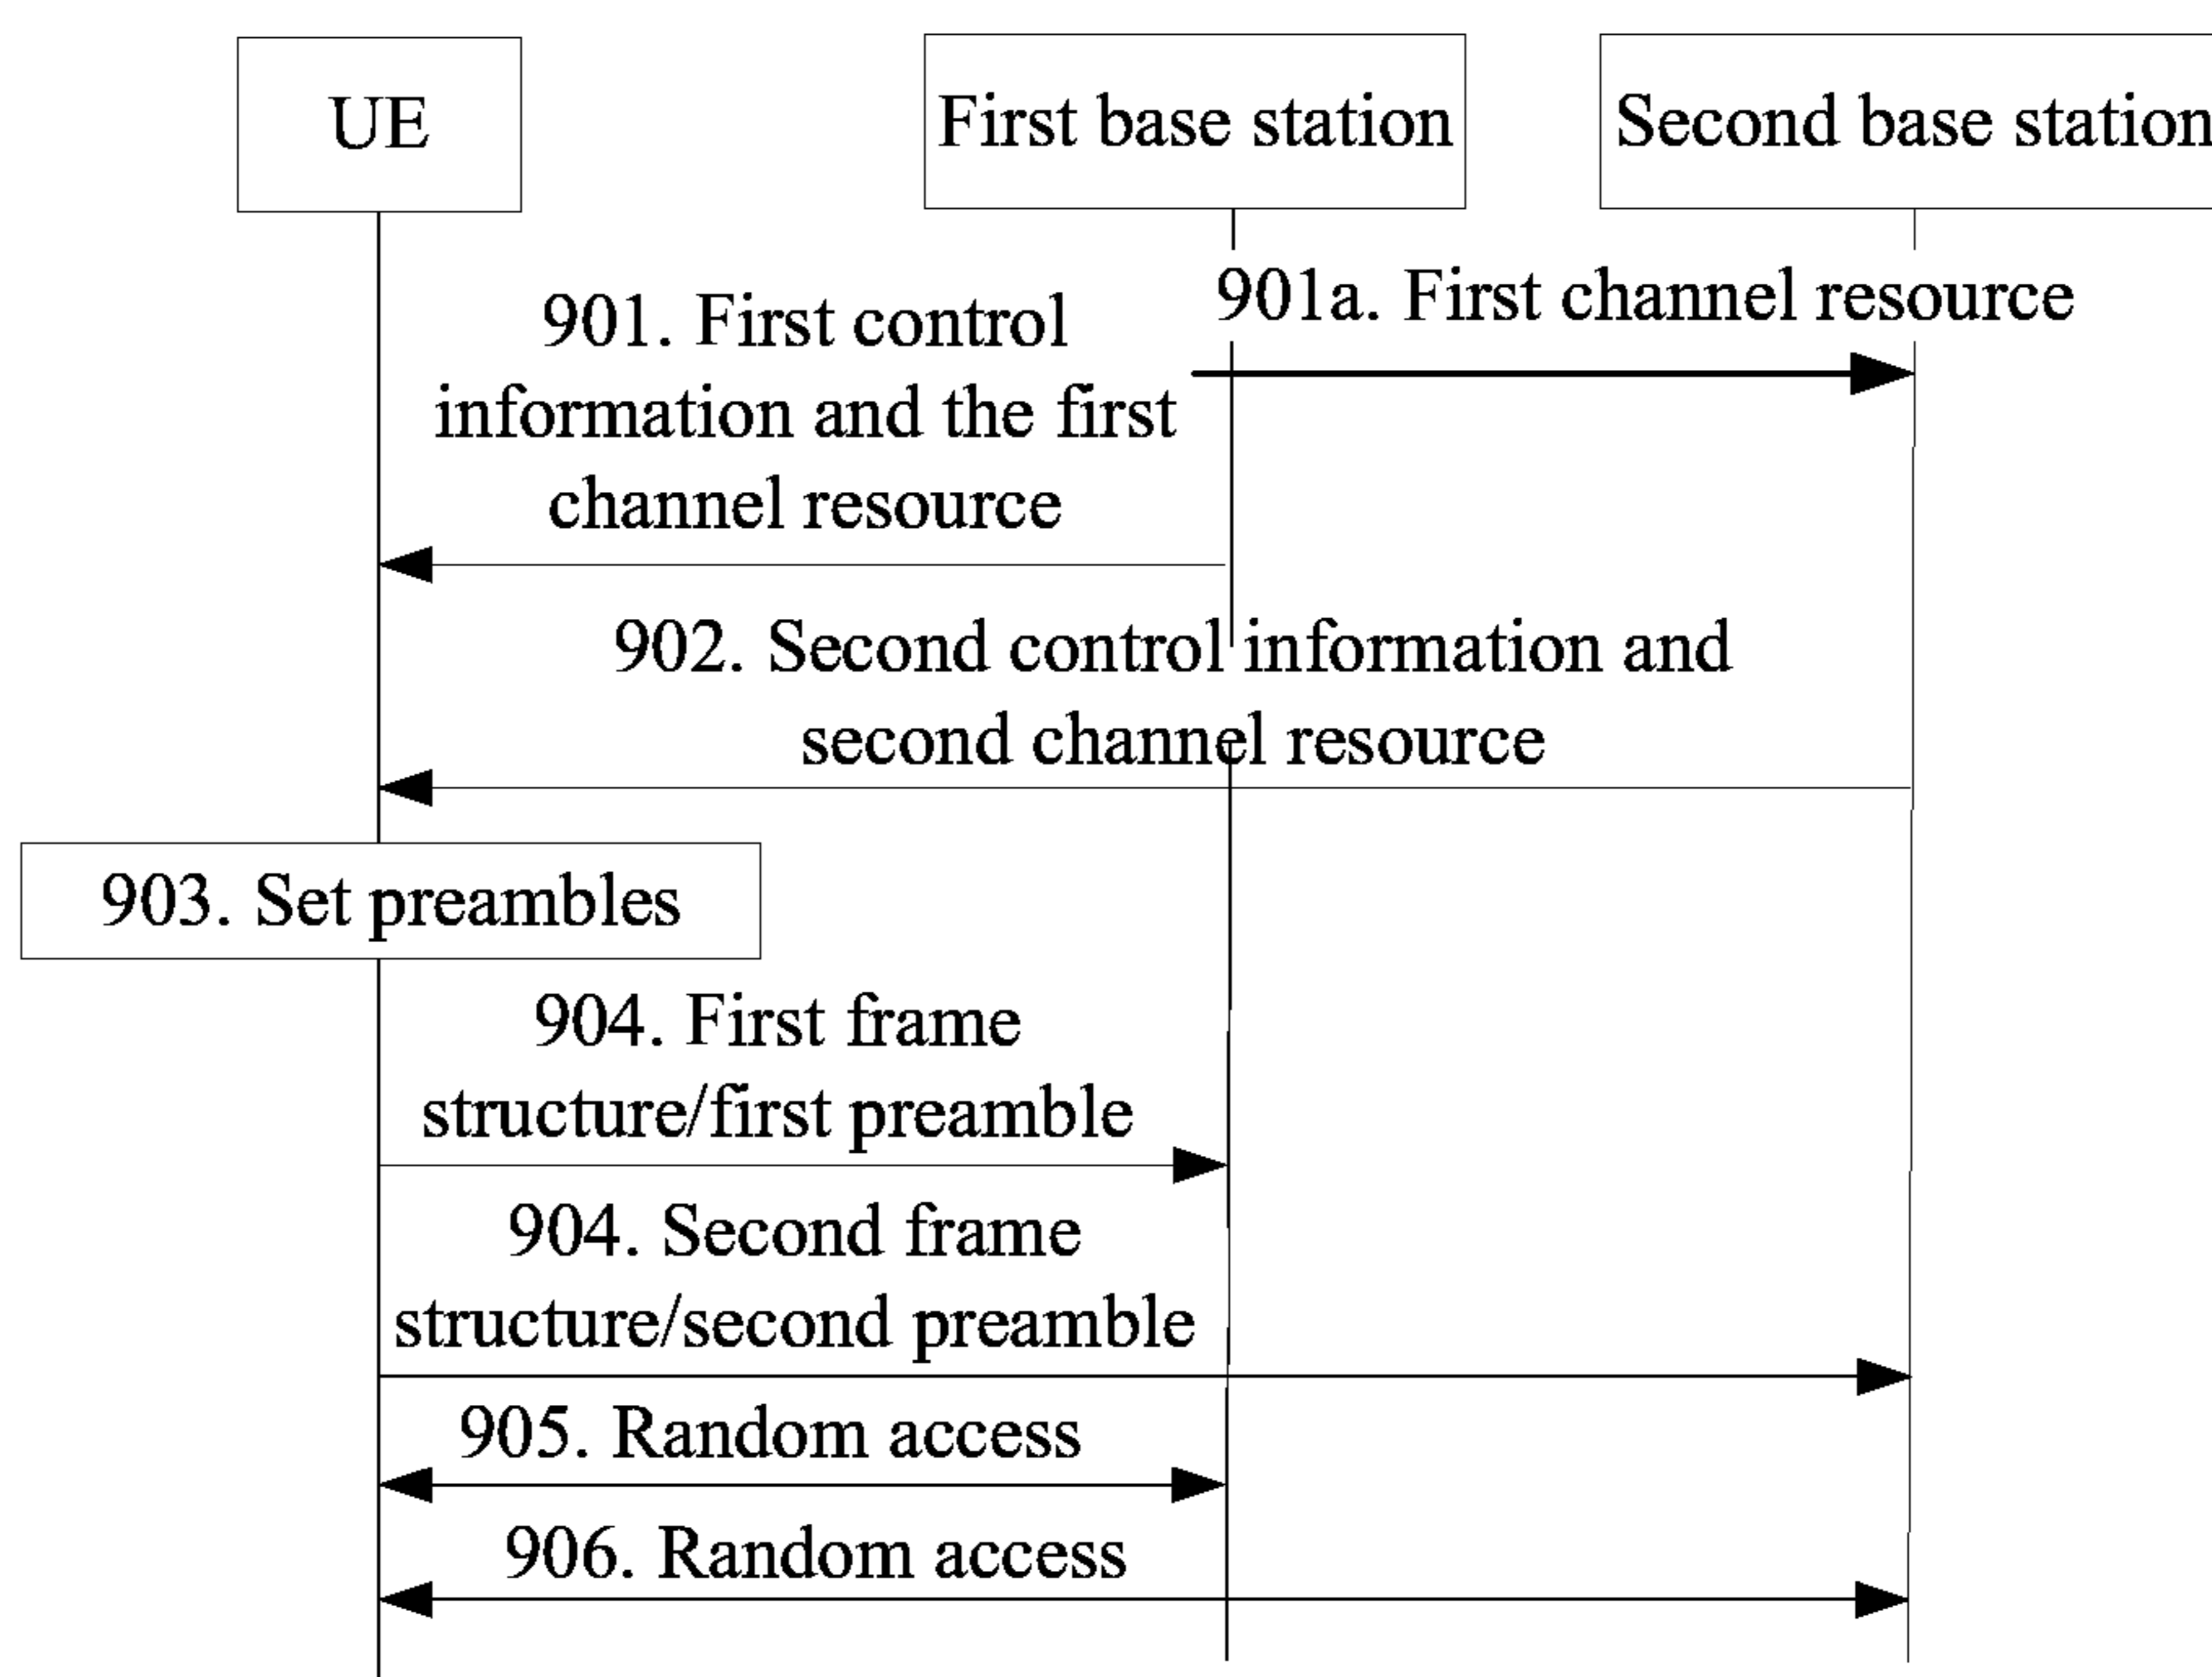 UE
First base station
Second base station
901a. First channel resource
901. First control
information and the first
channel resource
902. Second control information and
second channel resource
903. Set preambles
904. First frame
structure/first preamble
904. Second frame
structure/second preamble
905. Random access
906. Random access